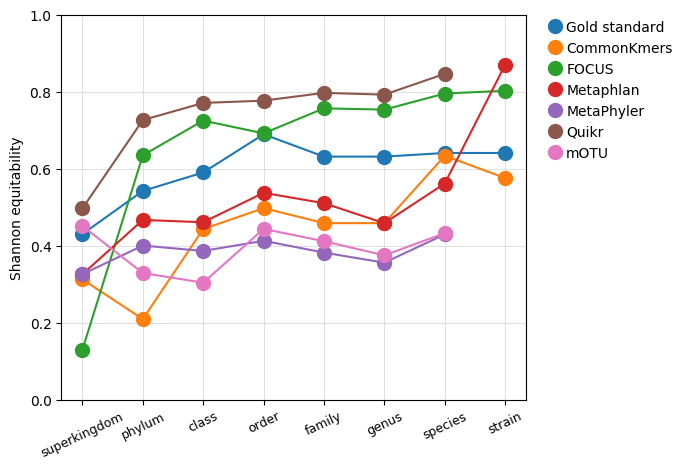 1.0
0.8
0.6
0.4
0.2
0.0
Shannon equitability
superkingdom
phylum
class
order
family
genus
species
strain
Gold standard
CommonKmers
FOCUS
Metaphlan
MetaPhyler
Quikr
mOTU